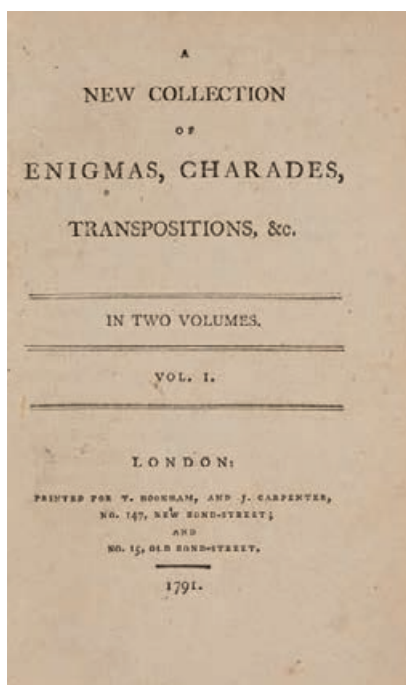 A
NEW COLLECTION
OF
ENIGMAS, CHARADES,
TRANSPOSITIONS, &c.
IN TWO VOLUMES.
VOL. I.
LONDON:
PRINTED FOR T. HOOKHAM, AND J. CARPENTER,
NO. 147, NEW BOND-STREET;
AND
NO. 15, OLD BOND-STREET.
1791.